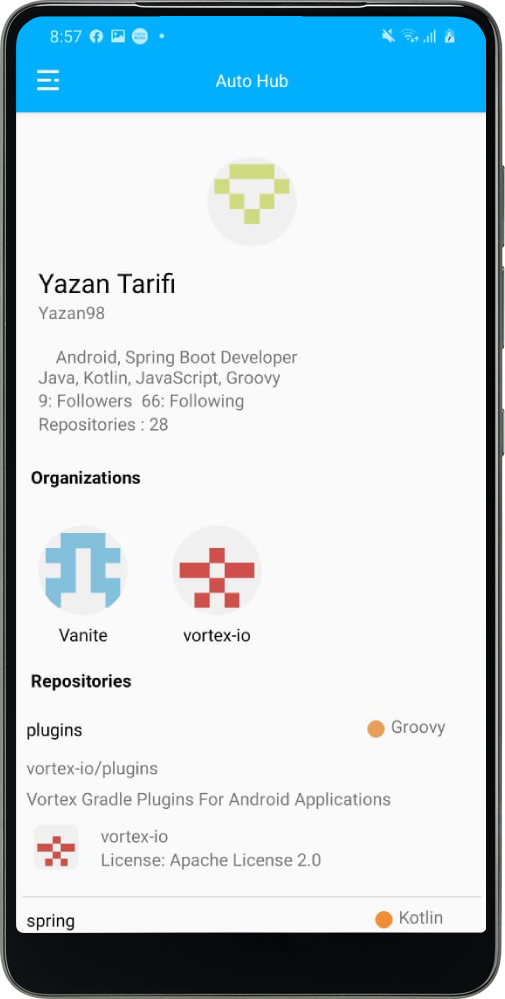 8:57
Auto Hub
Yazan Tarifi
Yazan98
Android, Spring Boot Developer
Java, Kotlin, JavaScript, Groovy
9: Followers 66: Following
Repositories : 28
Organizations
Vanite
vortex-io
Repositories
plugins
Groovy
vortex-io/plugins
Vortex Gradle Plugins For Android Applications
vortex-io
License: Apache License 2.0
spring
Kotlin